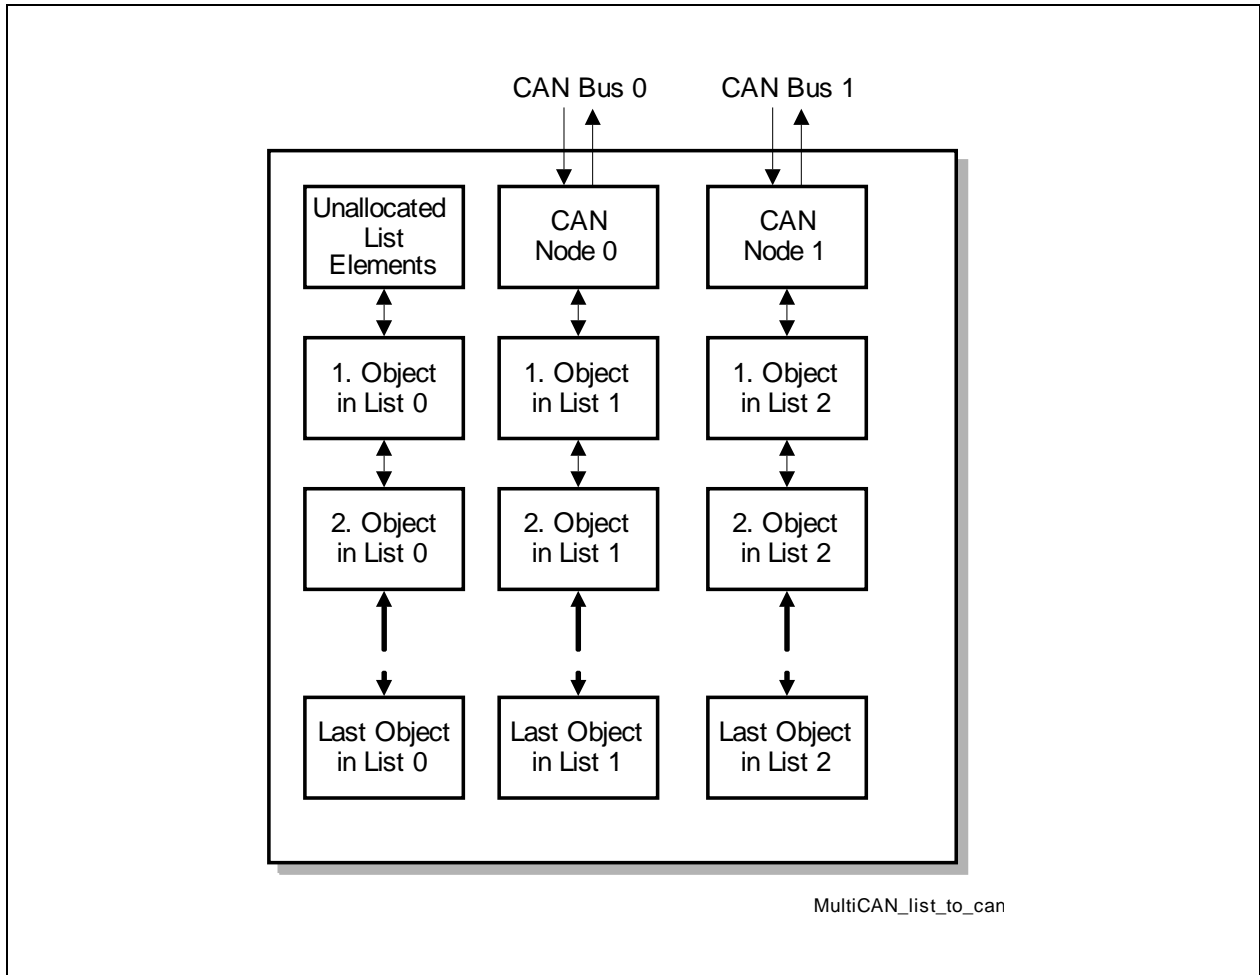 CAN Bus 0
CAN Bus 1
Unallocated
List
Elements
CAN
Node 0
CAN
Node 1
1. Object
in List 0
1. Object
in List 1
1. Object
in List 2
2. Object
in List 0
2. Object
in List 1
2. Object
in List 2
Last Object
in List 0
Last Object
in List 1
Last Object
in List 2
MultiCAN_list_to_can